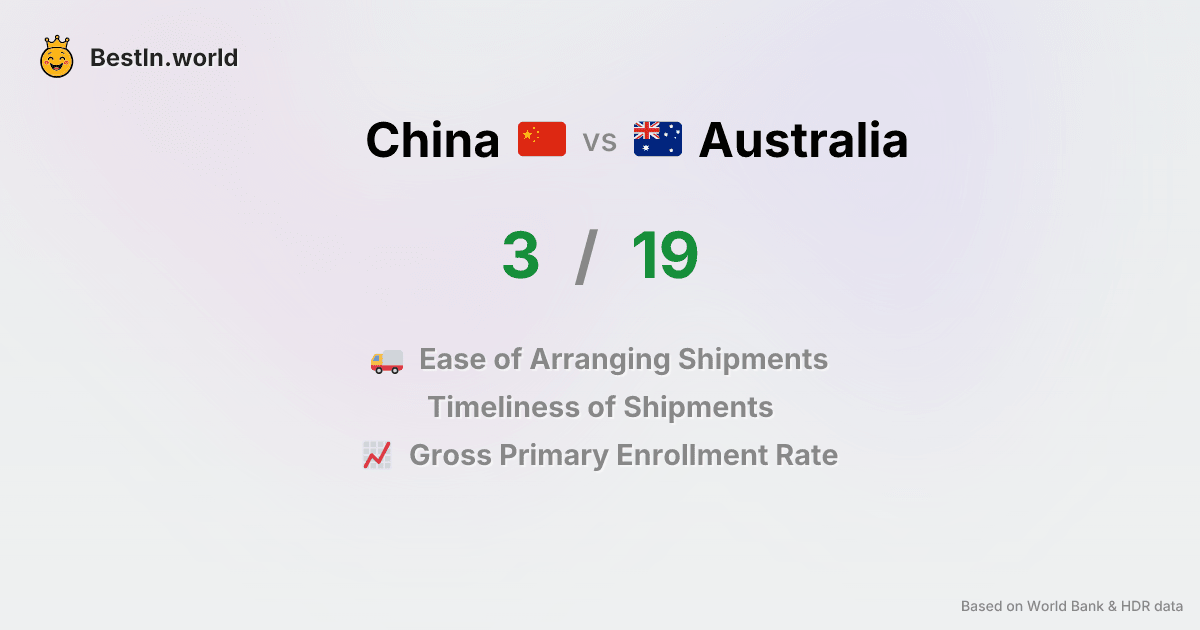 BestIn.world
China vs Australia
3 / 19
Ease of Arranging Shipments
Timeliness of Shipments
Gross Primary Enrollment Rate
Based on World Bank & HDR data